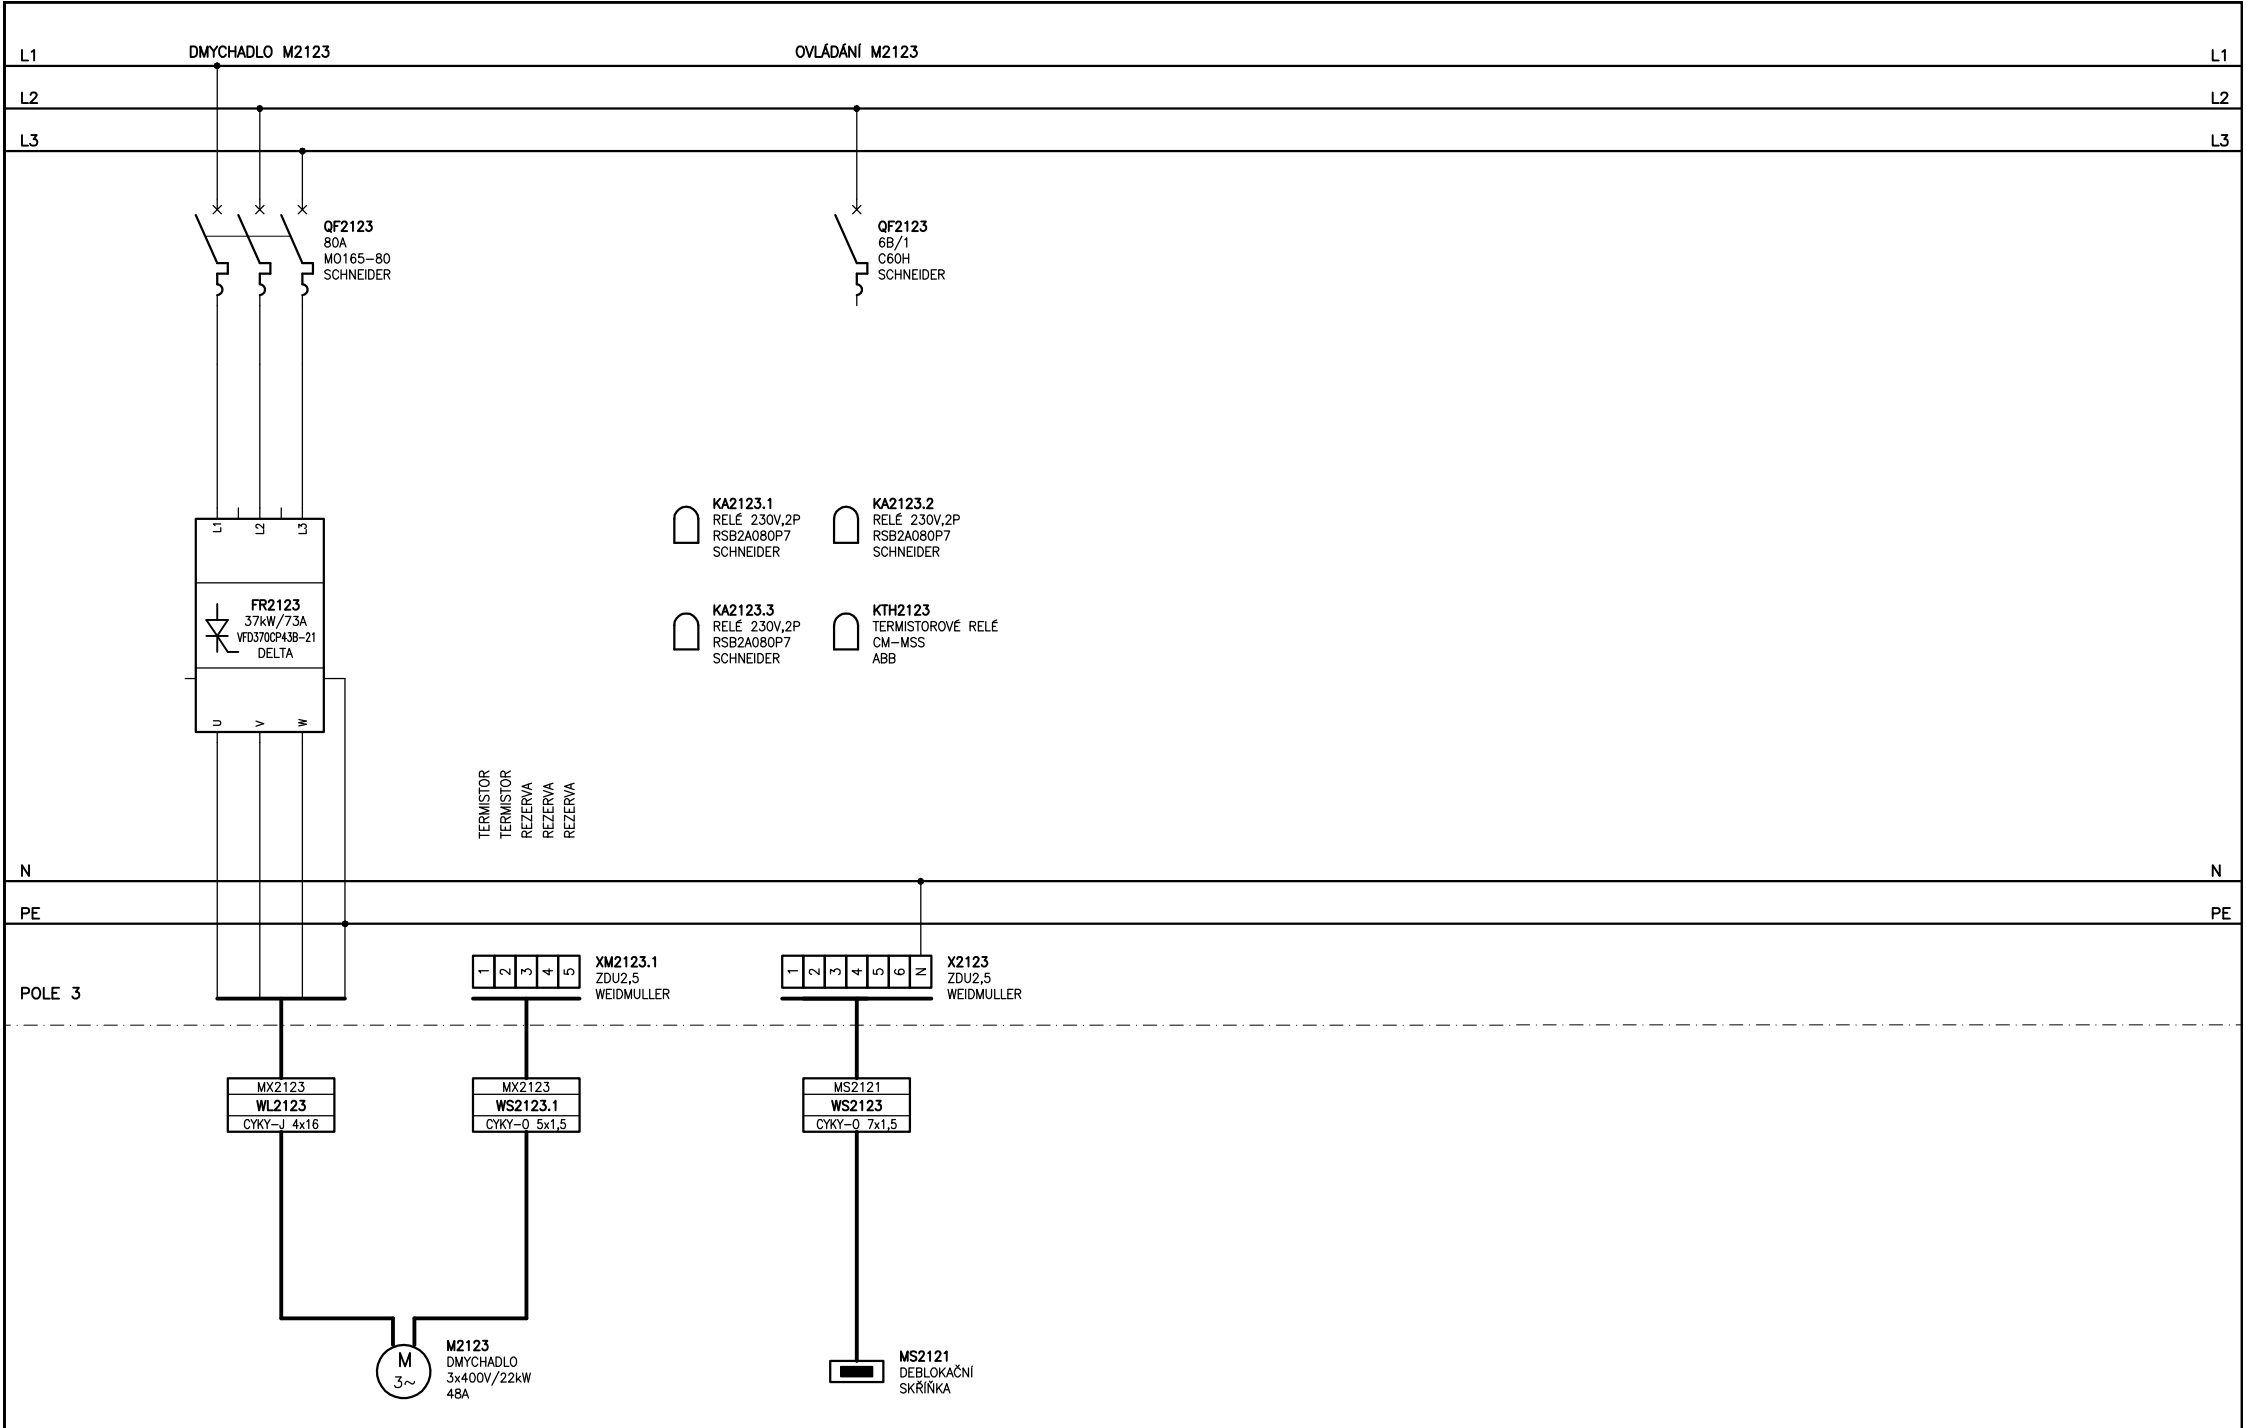 DMYCHADLO M2123
OVLÁDÁNÍ M2123
L1
L1
L2
L2
L3
L3
QF2123
80A
MO165-80
SCHNEIDER
QF2123
6B/1
C60H
SCHNEIDER
KA2123.1
RELÉ 230V,2P
RSB2A080P7
SCHNEIDER
KA2123.2
RELÉ 230V,2P
RSB2A080P7
SCHNEIDER
L1
L2
L3
FR2123
37kW/73A
VFD370CP43B-21
DELTA
U
V
W
KA2123.3
RELÉ 230V,2P
RSB2A080P7
SCHNEIDER
KTH2123
TERMISTOROVÉ RELÉ
CM-MSS
ABB
TERMISTOR
TERMISTOR
REZERVA
REZERVA
REZERVA
N
N
PE
PE
POLE 3
1 2 3 4 5
XM2123.1
ZDU2,5
WEIDMULLER
1 2 3 4 5 6 N
X2123
ZDU2,5
WEIDMULLER
MX2123
WL2123
CYKY-J 4x16
MX2123
WS2123.1
CYKY-O 5x1,5
MS2121
WS2123
CYKY-O 7x1,5
M
3~
M2123
DMYCHADLO
3x400V/22kW
48A
MS2121
DEBLOKAČNÍ
SKŘÍŇKA